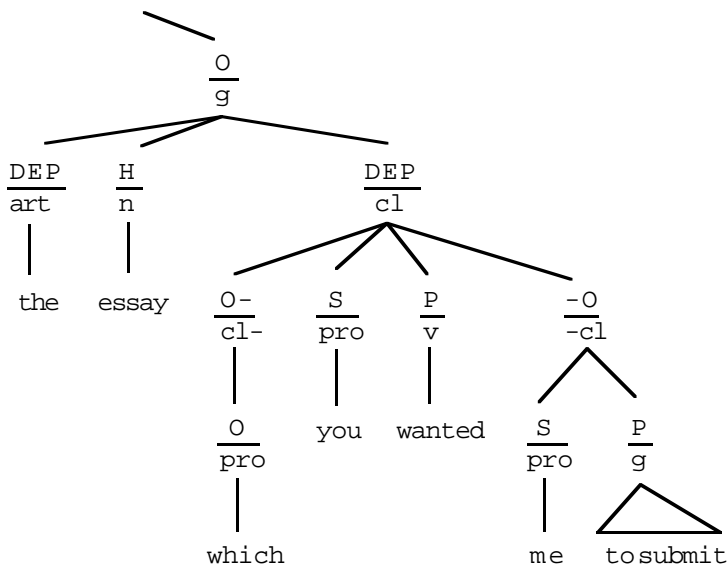 O
g
DEP H DEP
art n cl
the essay O- S P -O
cl- pro v -cl
O you wanted S P
pro pro g
which me to submit